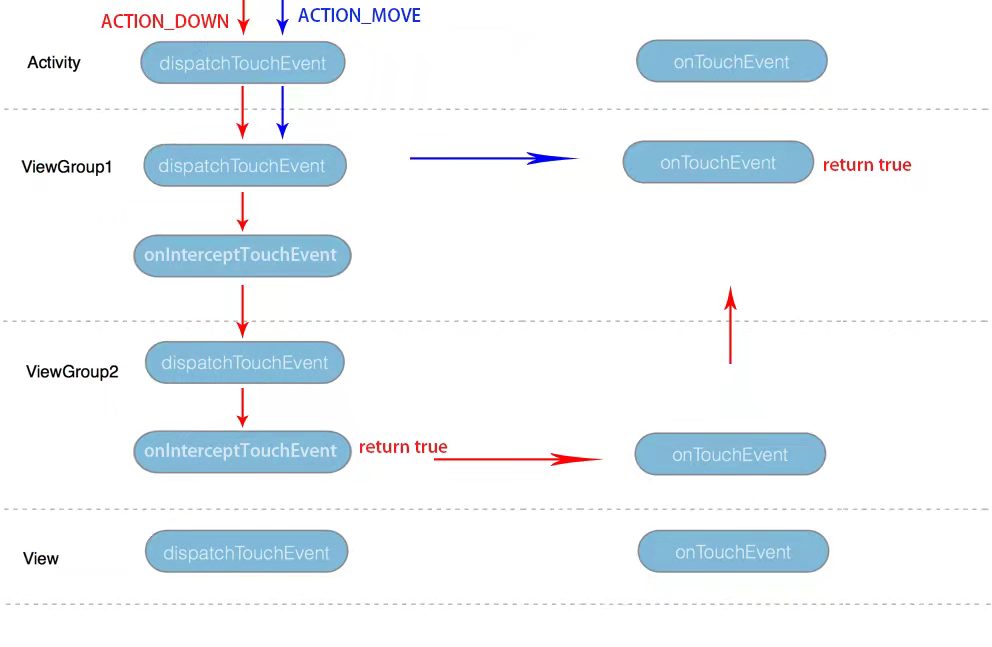 ACTION_DOWN ACTION_MOVE
Activity dispatchTouchEvent onTouchEvent
ViewGroup1 dispatchTouchEvent onTouchEvent return true
onInterceptTouchEvent
ViewGroup2 dispatchTouchEvent
onInterceptTouchEvent return true onTouchEvent
View dispatchTouchEvent onTouchEvent